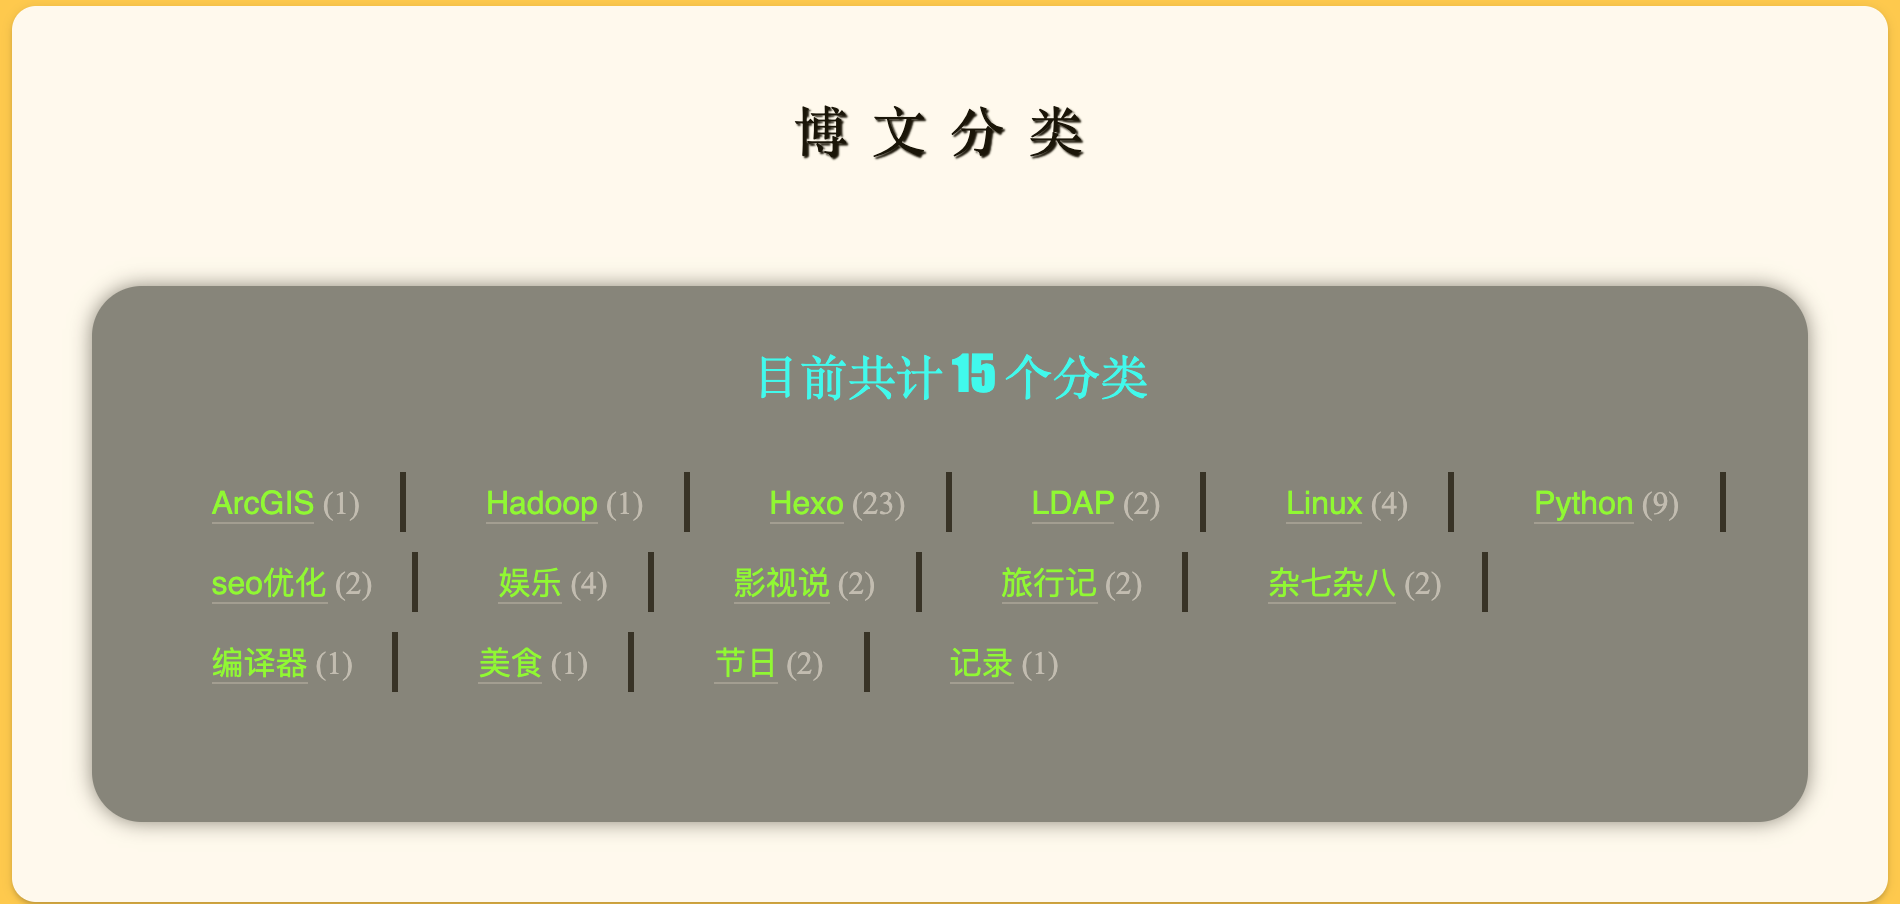 博文分类
目前共计 15 个分类
ArcGIS (1) Hadoop (1) Hexo (23) LDAP (2) Linux (4) Python (9)
seo优化 (2) 娱乐 (4) 影视说 (2) 旅行记 (2) 杂七杂八 (2)
编译器 (1) 美食 (1) 节日 (2) 记录 (1)